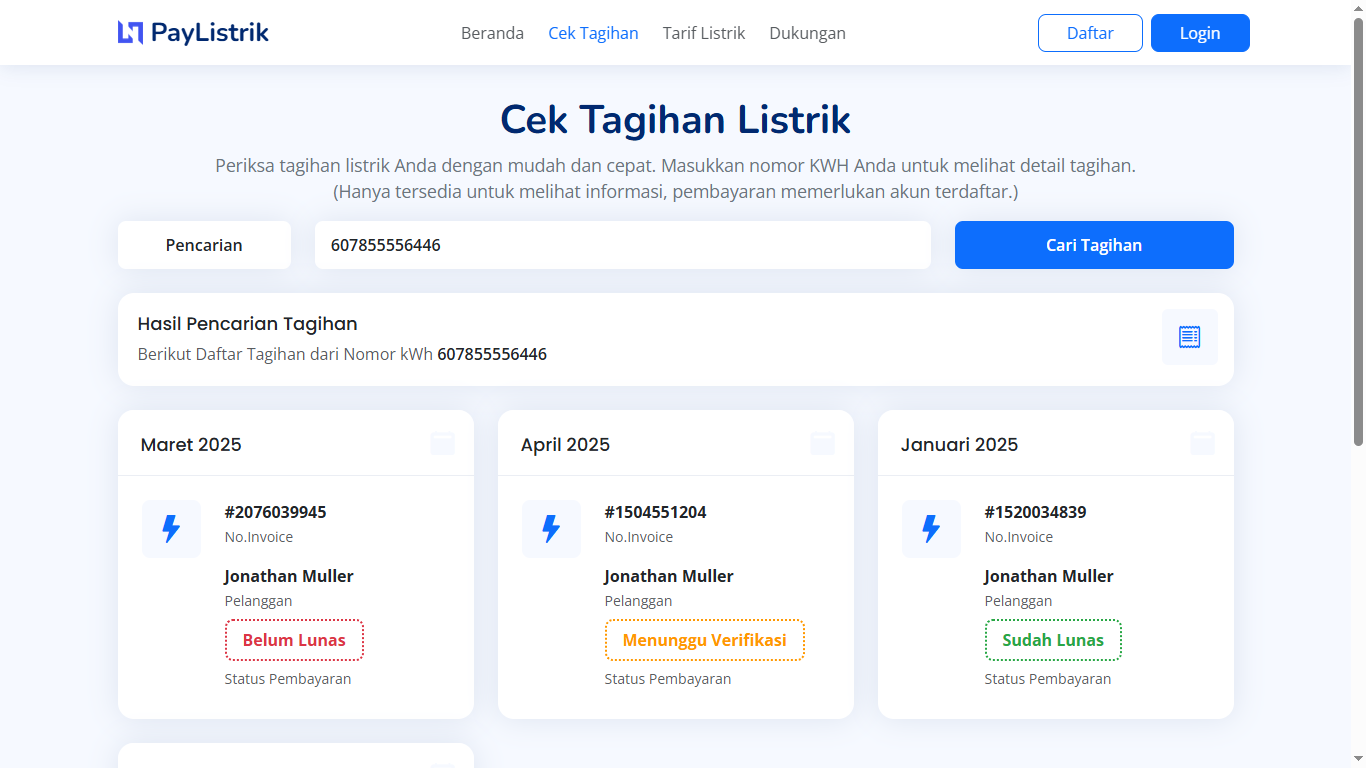 PayListrik
Beranda
Cek Tagihan
Tarif Listrik
Dukungan
Daftar
Login
Cek Tagihan Listrik
Periksa tagihan listrik Anda dengan mudah dan cepat. Masukkan nomor KWH Anda untuk melihat detail tagihan.
(Hanya tersedia untuk melihat informasi, pembayaran memerlukan akun terdaftar.)
Pencarian
607855556446
Cari Tagihan
Hasil Pencarian Tagihan
Berikut Daftar Tagihan dari Nomor kWh 607855556446
Maret 2025
#2076039945
No.Invoice
Jonathan Muller
Pelanggan
Belum Lunas
Status Pembayaran
April 2025
#1504551204
No.Invoice
Jonathan Muller
Pelanggan
Menunggu Verifikasi
Status Pembayaran
Januari 2025
#1520034839
No.Invoice
Jonathan Muller
Pelanggan
Sudah Lunas
Status Pembayaran